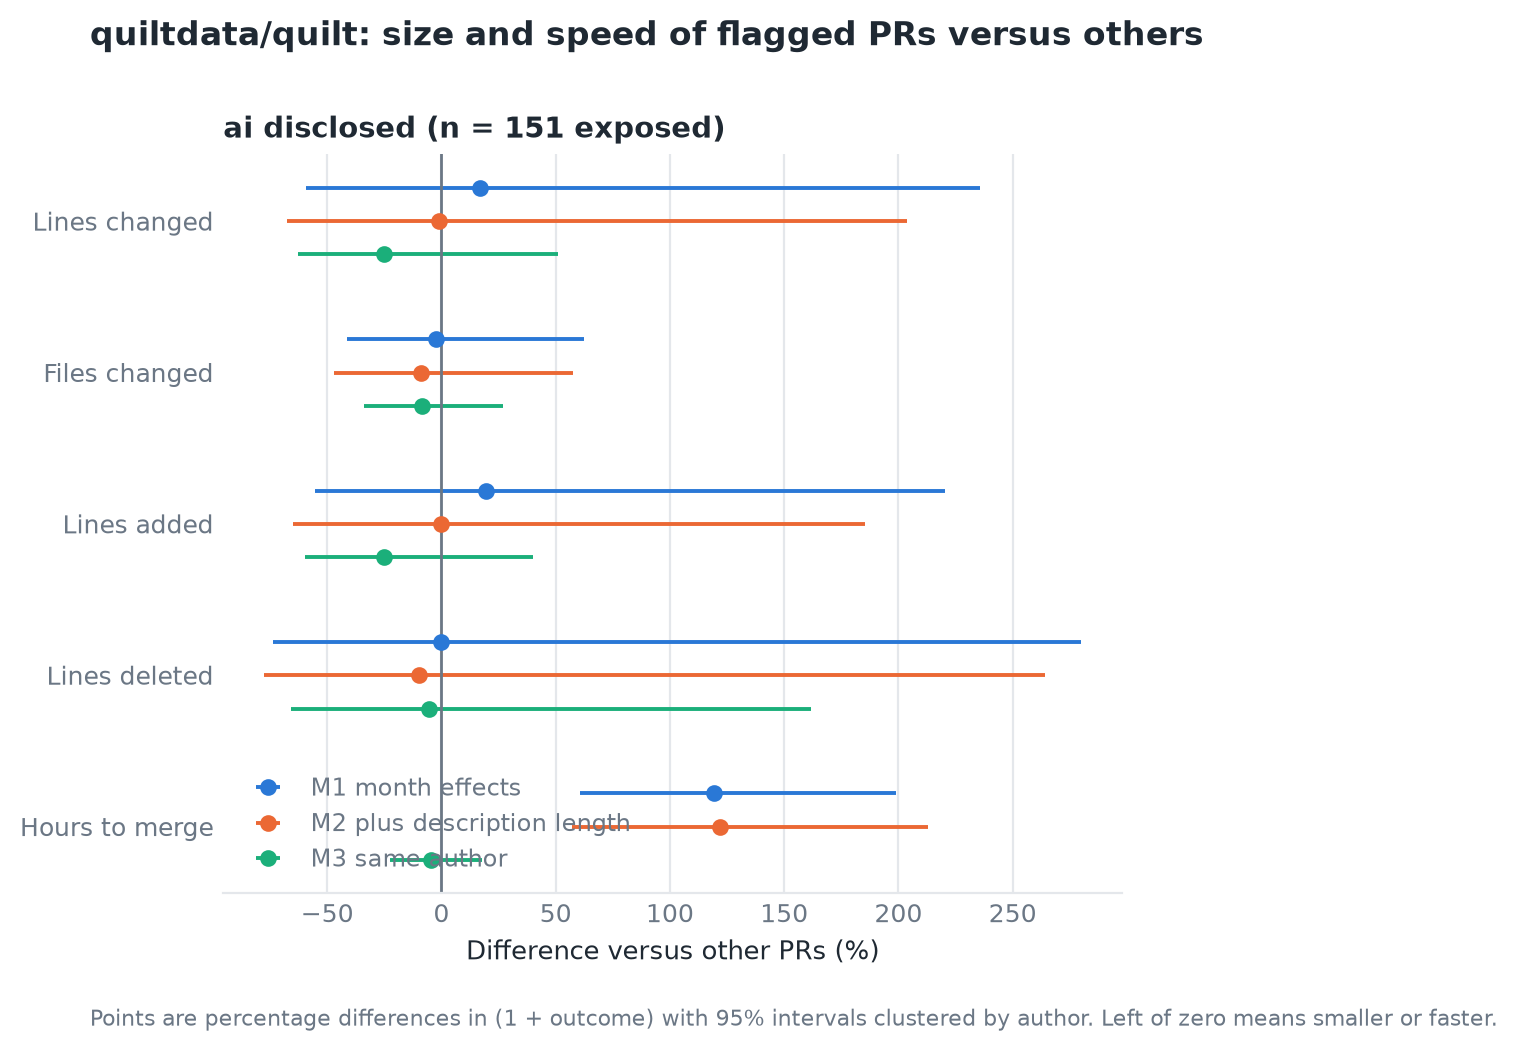 quiltdata/quilt: size and speed of flagged PRs versus others
ai disclosed (n = 151 exposed)
Lines changed
Files changed
Lines added
Lines deleted
Hours to merge
M1 month effects
M2 plus description length
M3 same author
−50 0 50 100 150 200 250
Difference versus other PRs (%)
Points are percentage differences in (1 + outcome) with 95% intervals clustered by author. Left of zero means smaller or faster.